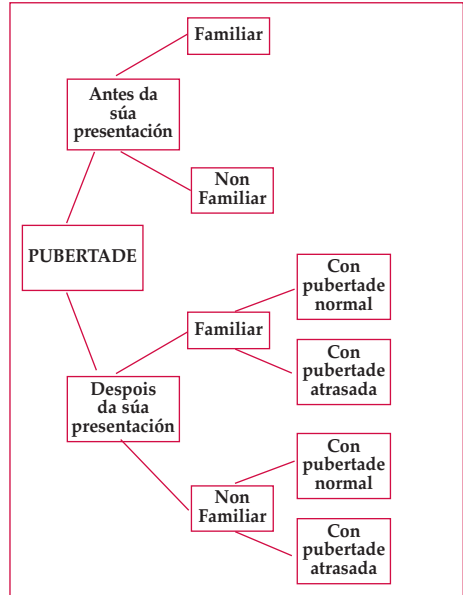 Familiar
Antes da
súa
presentación
Non
Familiar
PUBERTADE
Con
pubertade
normal
Familiar
Con
pubertade
atrasada
Despois
da súa
presentación
Con
pubertade
normal
Non
Familiar
Con
pubertade
atrasada